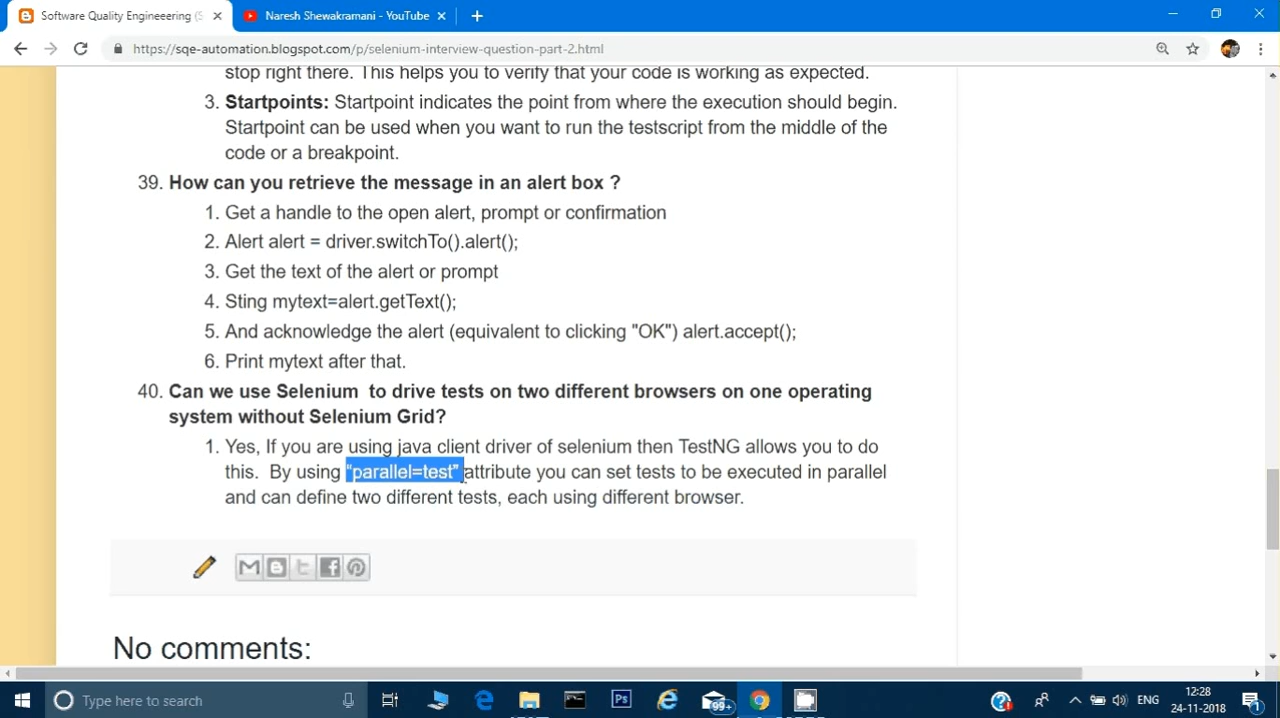 Software Quality Engineeering (S
Naresh Shewakramani - YouTube
https://sqe-automation.blogspot.com/p/selenium-interview-question-part-2.html
stop right there. This helps you to verify that your code is working as expected.
3. Startpoints: Startpoint indicates the point from where the execution should begin.
Startpoint can be used when you want to run the testscript from the middle of the
code or a breakpoint.
39. How can you retrieve the message in an alert box ?
1. Get a handle to the open alert, prompt or confirmation
2. Alert alert = driver.switchTo().alert();
3. Get the text of the alert or prompt
4. Sting mytext=alert.getText();
5. And acknowledge the alert (equivalent to clicking "OK") alert.accept();
6. Print mytext after that.
40. Can we use Selenium  to drive tests on two different browsers on one operating
system without Selenium Grid?
1. Yes, If you are using java client driver of selenium then TestNG allows you to do
this.  By using "parallel=test" attribute you can set tests to be executed in parallel
and can define two different tests, each using different browser.
No comments:
Type here to search
Ps
99+
ENG
12:28
24-11-2018
1